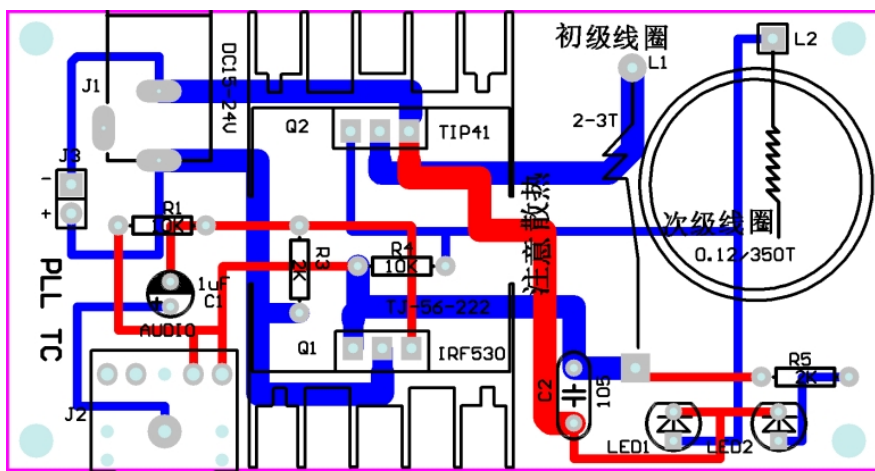 初级线圈
L1
L2
DC15-24V
J1
Q2
TIP41
2-3T
J3
-
+
R1
10K
注意散热
次级线圈
0.12/350T
R3
2K
R4
10K
PLL TC
1uF
C1
+
AUDIO
TJ-56-222
Q1
IRF530
C2
105
R5
2K
J2
LED1
LED2